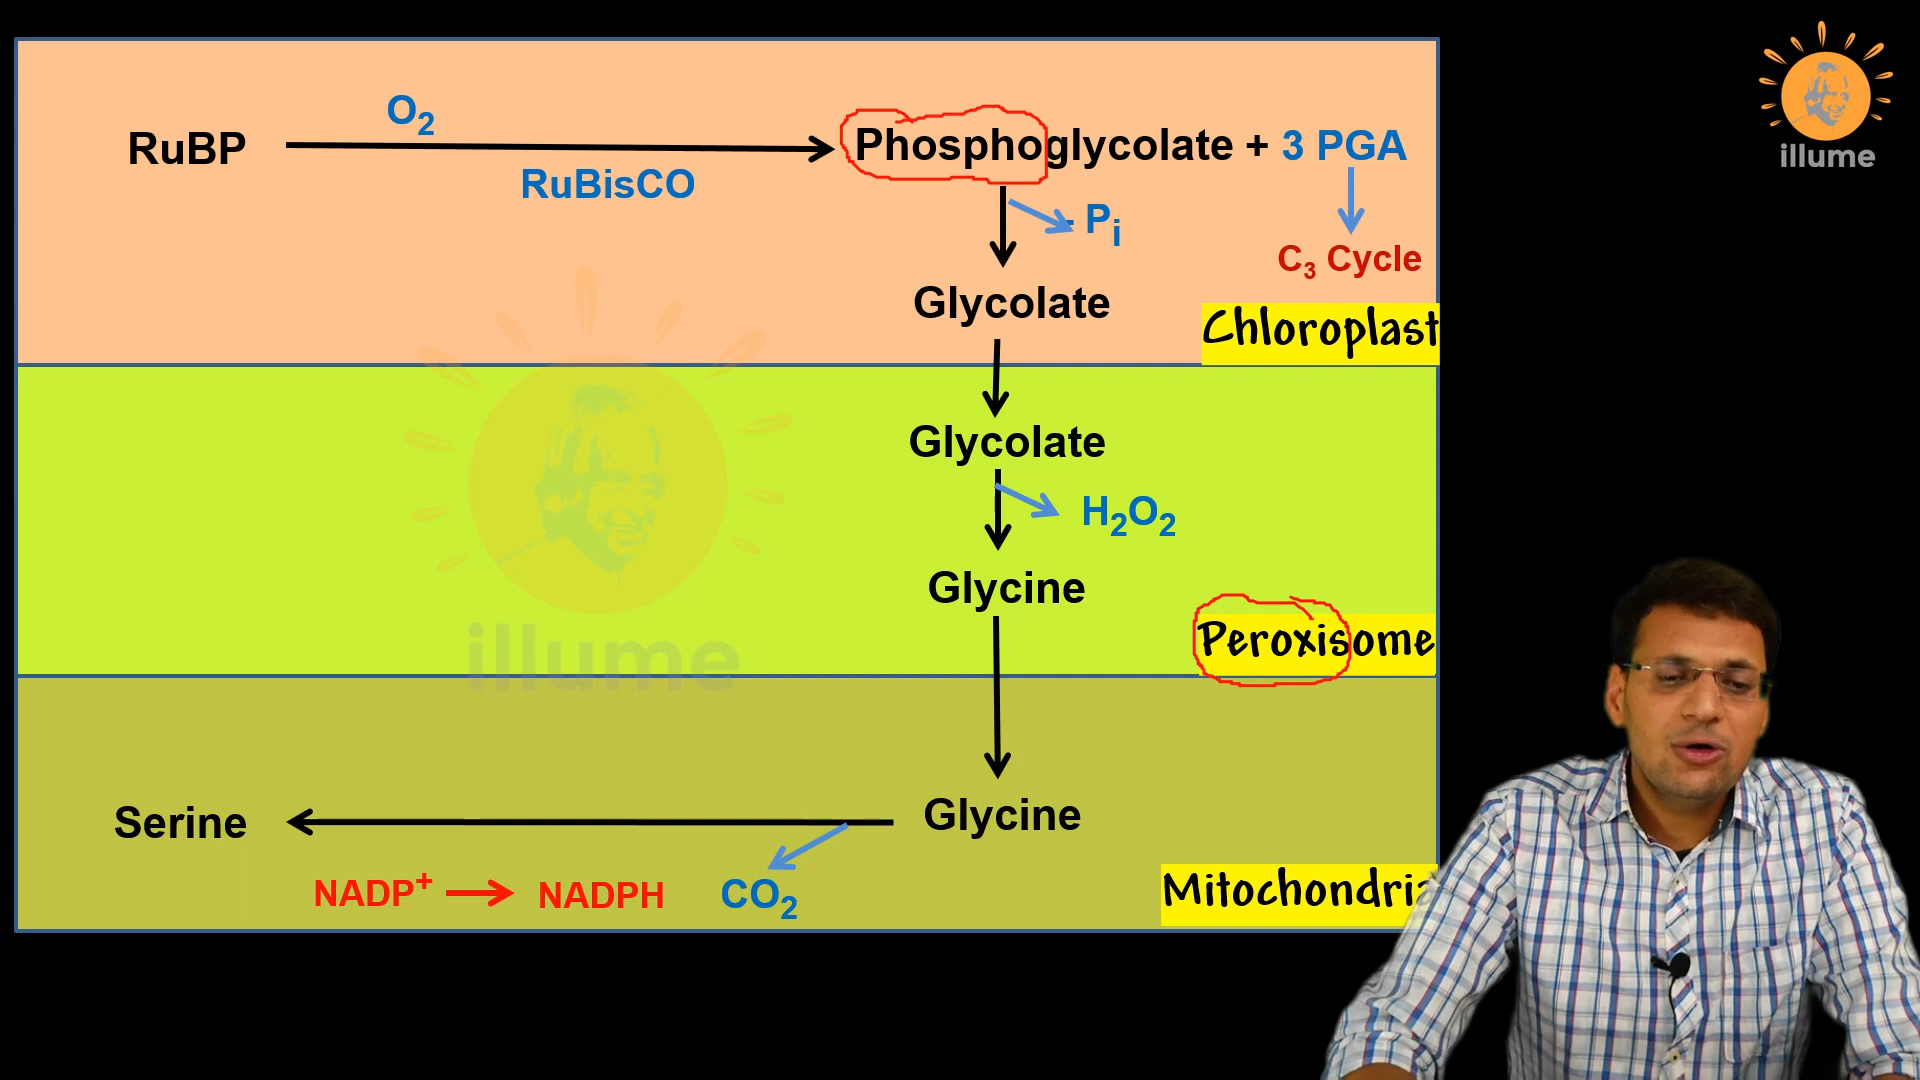 O2
RuBP
Phosphoglycolate + 3 PGA
RuBisCO
- Pi
C3 Cycle
Glycolate
Chloroplast
Glycolate
H2O2
Glycine
Peroxisome
illume
Serine
Glycine
NADP+ → NADPH
CO2
Mitochondria
illume